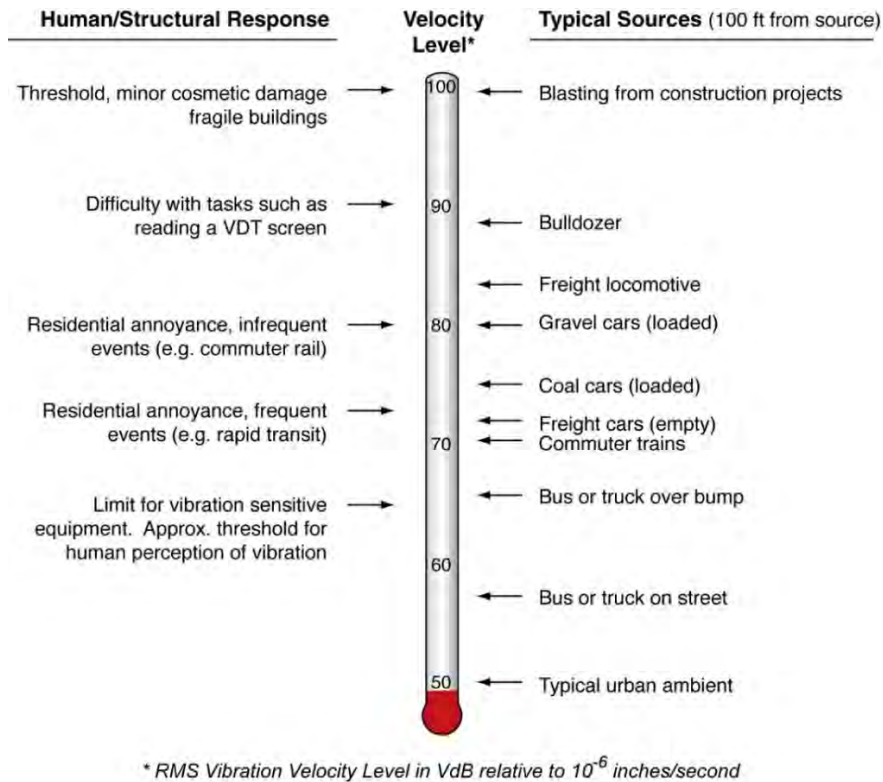 Human/Structural Response
Velocity
Level*
Typical Sources (100 ft from source)
Threshold, minor cosmetic damage
fragile buildings
100
Blasting from construction projects
Difficulty with tasks such as
reading a VDT screen
90
Bulldozer
Freight locomotive
Residential annoyance, infrequent
events (e.g. commuter rail)
80
Gravel cars (loaded)
Coal cars (loaded)
Residential annoyance, frequent
events (e.g. rapid transit)
70
Freight cars (empty)
Commuter trains
Limit for vibration sensitive
equipment. Approx. threshold for
human perception of vibration
Bus or truck over bump
60
Bus or truck on street
50
Typical urban ambient
* RMS Vibration Velocity Level in VdB relative to 10⁻⁶ inches/second